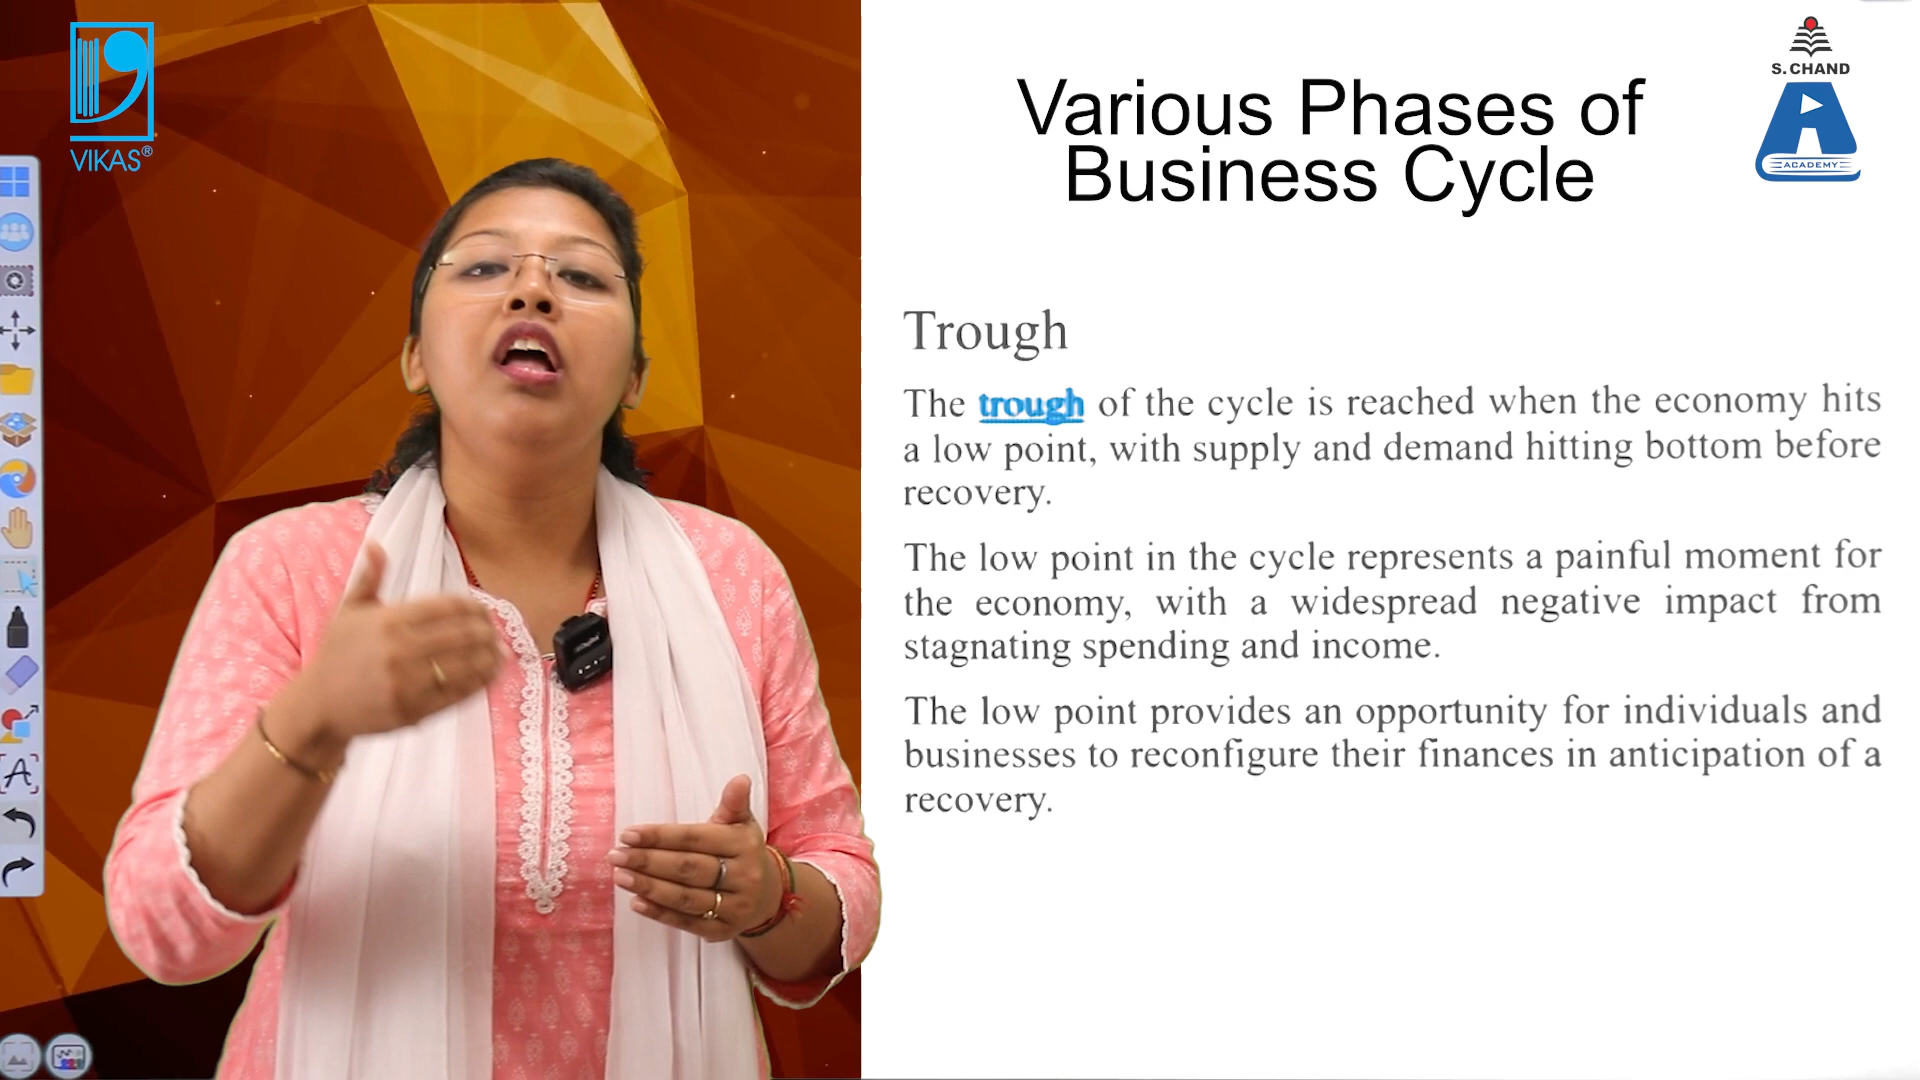 VIKAS®
S. CHAND
ACADEMY
Various Phases of
Business Cycle
Trough
The trough of the cycle is reached when the economy hits
a low point, with supply and demand hitting bottom before
recovery.
The low point in the cycle represents a painful moment for
the economy, with a widespread negative impact from
stagnating spending and income.
The low point provides an opportunity for individuals and
businesses to reconfigure their finances in anticipation of a
recovery.